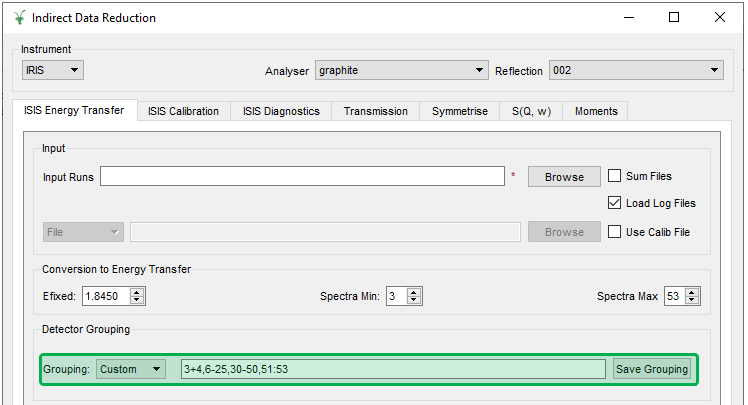 Indirect Data Reduction
Instrument
IRIS Analyser graphite Reflection 002
ISIS Energy Transfer ISIS Calibration ISIS Diagnostics Transmission Symmetrise S(Q, w) Moments
Input
Input Runs * Browse Sum Files
Load Log Files
File Browse Use Calib File
Conversion to Energy Transfer
Efixed: 1.8450 Spectra Min: 3 Spectra Max 53
Detector Grouping
Grouping: Custom 3+4,6-25,30-50,51:53 Save Grouping